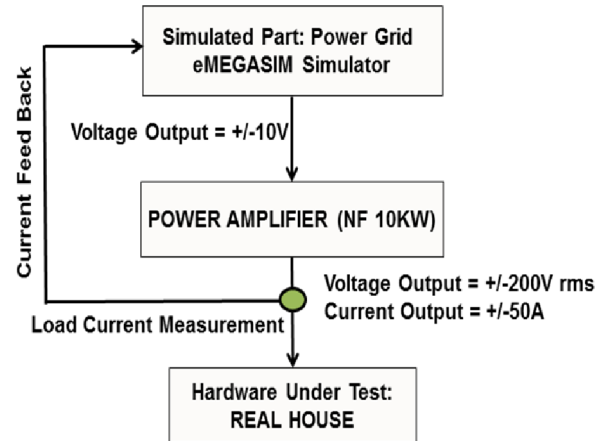 Simulated Part: Power Grid
eMEGASIM Simulator
Current Feed Back
Voltage Output = +/-10V
POWER AMPLIFIER (NF 10KW)
Voltage Output = +/-200V rms
Current Output = +/-50A
Load Current Measurement
Hardware Under Test:
REAL HOUSE